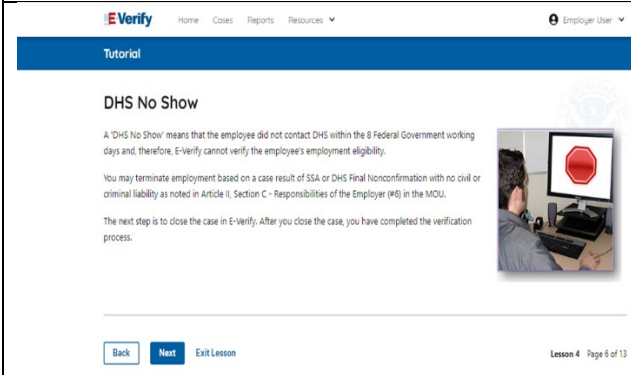 E-Verify Home Cases Reports Resources Employer User
Tutorial
DHS No Show
A 'DHS No Show' means that the employee did not contact DHS within the 8 Federal Government working
days and, therefore, E-Verify cannot verify the employee's employment eligibility.
You may terminate employment based on a case result of SSA or DHS Final Nonconfirmation with no civil or
criminal liability as noted in Article II, Section C - Responsibilities of the Employer (#6) in the MOU.
The next step is to close the case in E-Verify. After you close the case, you have completed the verification
process.
Back Next Exit Lesson Lesson 4 Page 6 of 13